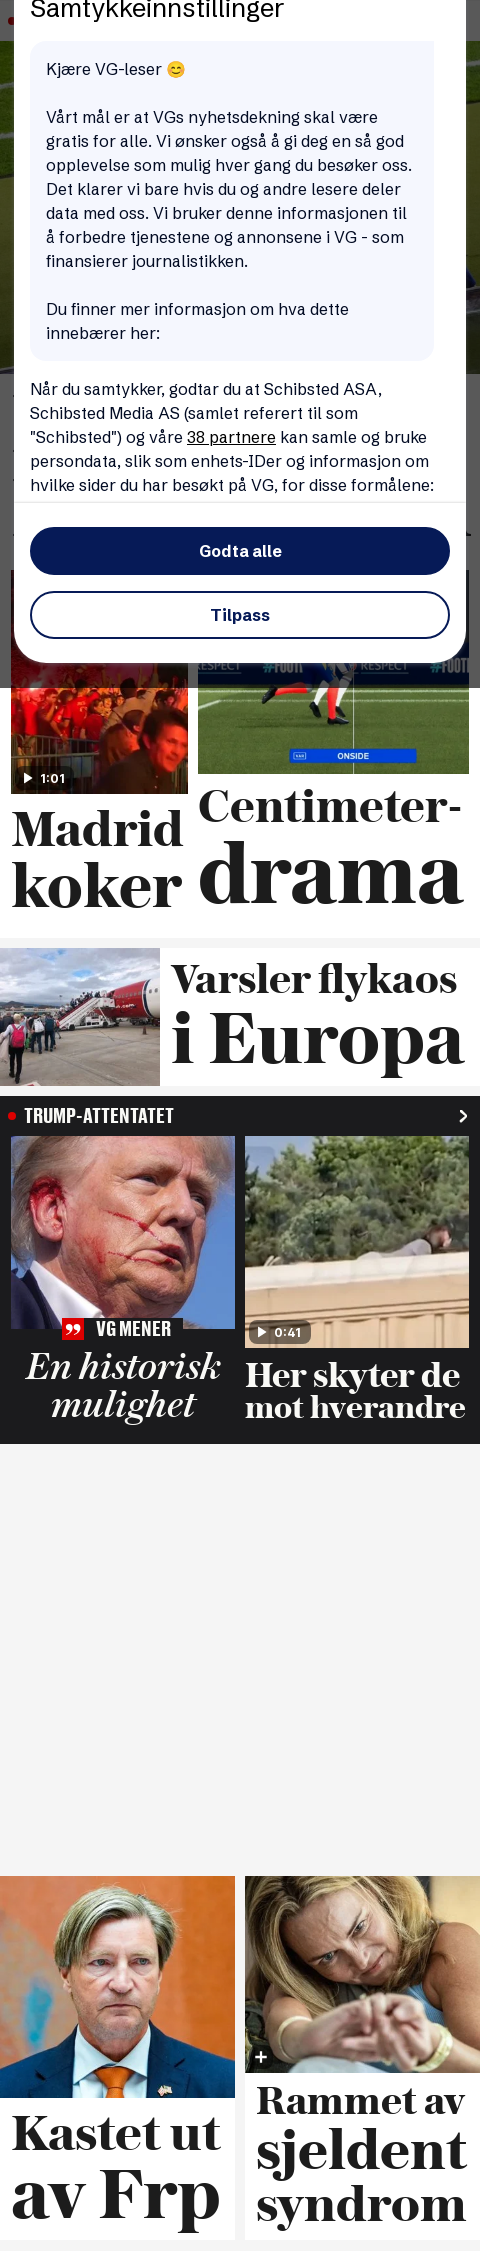 Samtykkeinnstillinger
Kjære VG-leser 😊
Vårt mål er at VGs nyhetsdekning skal være
gratis for alle. Vi ønsker også å gi deg en så god
opplevelse som mulig hver gang du besøker oss.
Det klarer vi bare hvis du og andre lesere deler
data med oss. Vi bruker denne informasjonen til
å forbedre tjenestene og annonsene i VG - som
finansierer journalistikken.
Du finner mer informasjon om hva dette
innebærer her:
Når du samtykker, godtar du at Schibsted ASA,
Schibsted Media AS (samlet referert til som
"Schibsted") og våre 38 partnere kan samle og bruke
persondata, slik som enhets-IDer og informasjon om
hvilke sider du har besøkt på VG, for disse formålene:
Godta alle
Tilpass
RESPECT
RESPECT
ONSIDE
1:01
Madrid
koker
Centimeter-
drama
Varsler flykaos
i Europa
TRUMP-ATTENTATET
VG MENER
En historisk
mulighet
0:41
Her skyter de
mot hverandre
Kastet ut
av Frp
Rammet av
sjeldent
syndrom